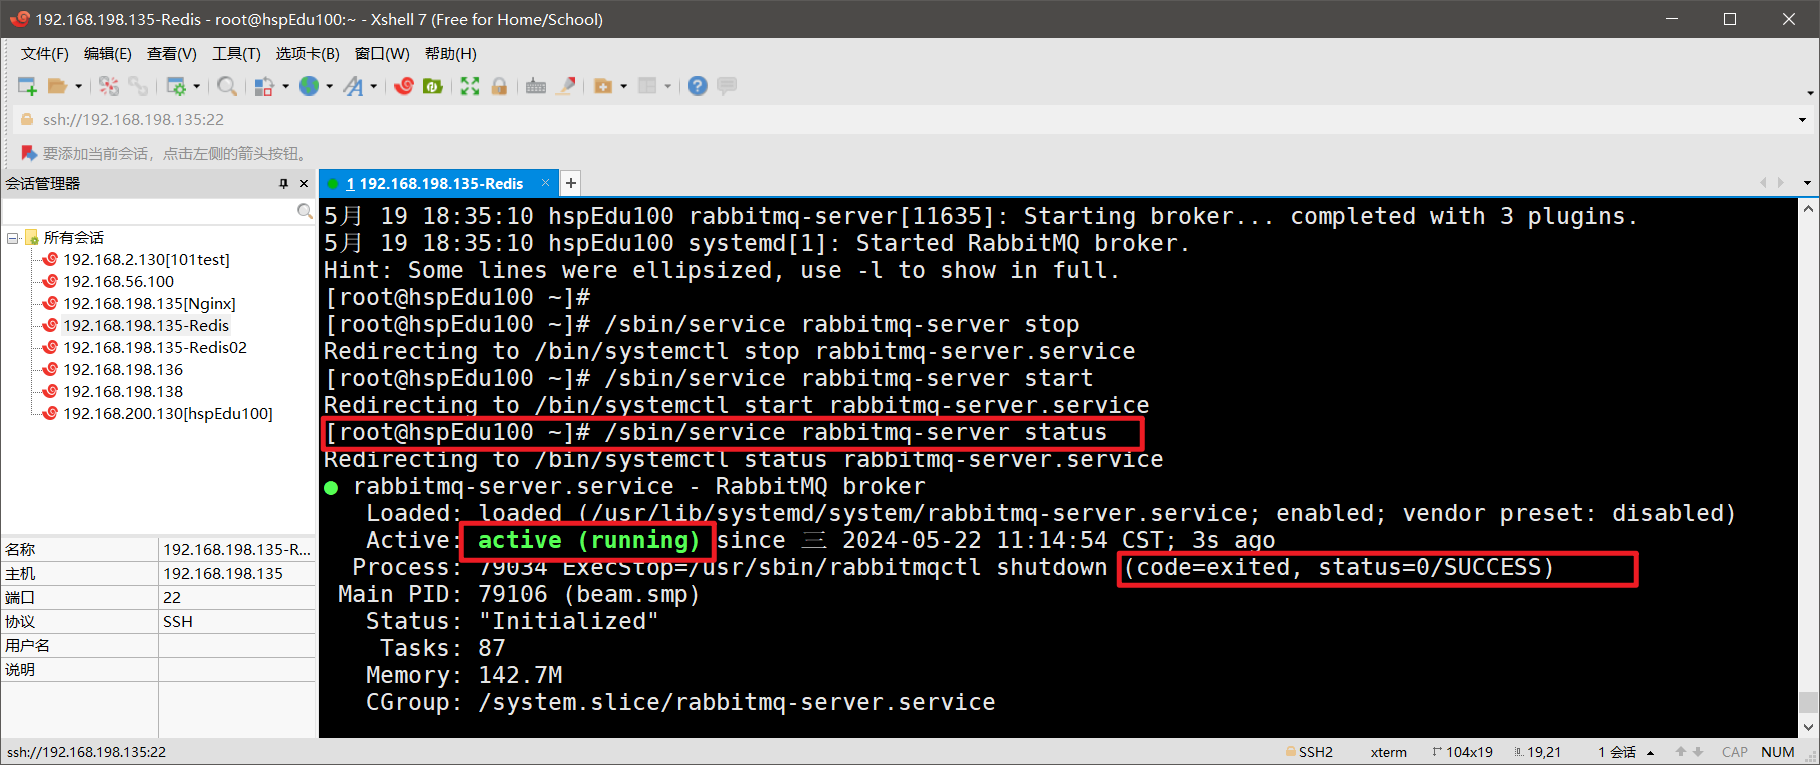 192.168.198.135-Redis - root@hspEdu100:~ - Xshell 7 (Free for Home/School)
文件(F) 编辑(E) 查看(V) 工具(T) 选项卡(B) 窗口(W) 帮助(H)
ssh://192.168.198.135:22
要添加当前会话，点击左侧的箭头按钮。
会话管理器
1 192.168.198.135-Redis
所有会话
192.168.2.130[101test]
192.168.56.100
192.168.198.135[Nginx]
192.168.198.135-Redis
192.168.198.135-Redis02
192.168.198.136
192.168.198.138
192.168.200.130[hspEdu100]
名称 192.168.198.135-R...
主机 192.168.198.135
端口 22
协议 SSH
用户名
说明
5月 19 18:35:10 hspEdu100 rabbitmq-server[11635]: Starting broker... completed with 3 plugins.
5月 19 18:35:10 hspEdu100 systemd[1]: Started RabbitMQ broker.
Hint: Some lines were ellipsized, use -l to show in full.
[root@hspEdu100 ~]#
[root@hspEdu100 ~]# /sbin/service rabbitmq-server stop
Redirecting to /bin/systemctl stop rabbitmq-server.service
[root@hspEdu100 ~]# /sbin/service rabbitmq-server start
Redirecting to /bin/systemctl start rabbitmq-server.service
[root@hspEdu100 ~]# /sbin/service rabbitmq-server status
Redirecting to /bin/systemctl status rabbitmq-server.service
● rabbitmq-server.service - RabbitMQ broker
Loaded: loaded (/usr/lib/systemd/system/rabbitmq-server.service; enabled; vendor preset: disabled)
Active: active (running) since 三 2024-05-22 11:14:54 CST; 3s ago
Process: 79034 ExecStop=/usr/sbin/rabbitmqctl shutdown (code=exited, status=0/SUCCESS)
Main PID: 79106 (beam.smp)
Status: "Initialized"
Tasks: 87
Memory: 142.7M
CGroup: /system.slice/rabbitmq-server.service
ssh://192.168.198.135:22 SSH2 xterm 104x19 19,21 1 会话 CAP NUM